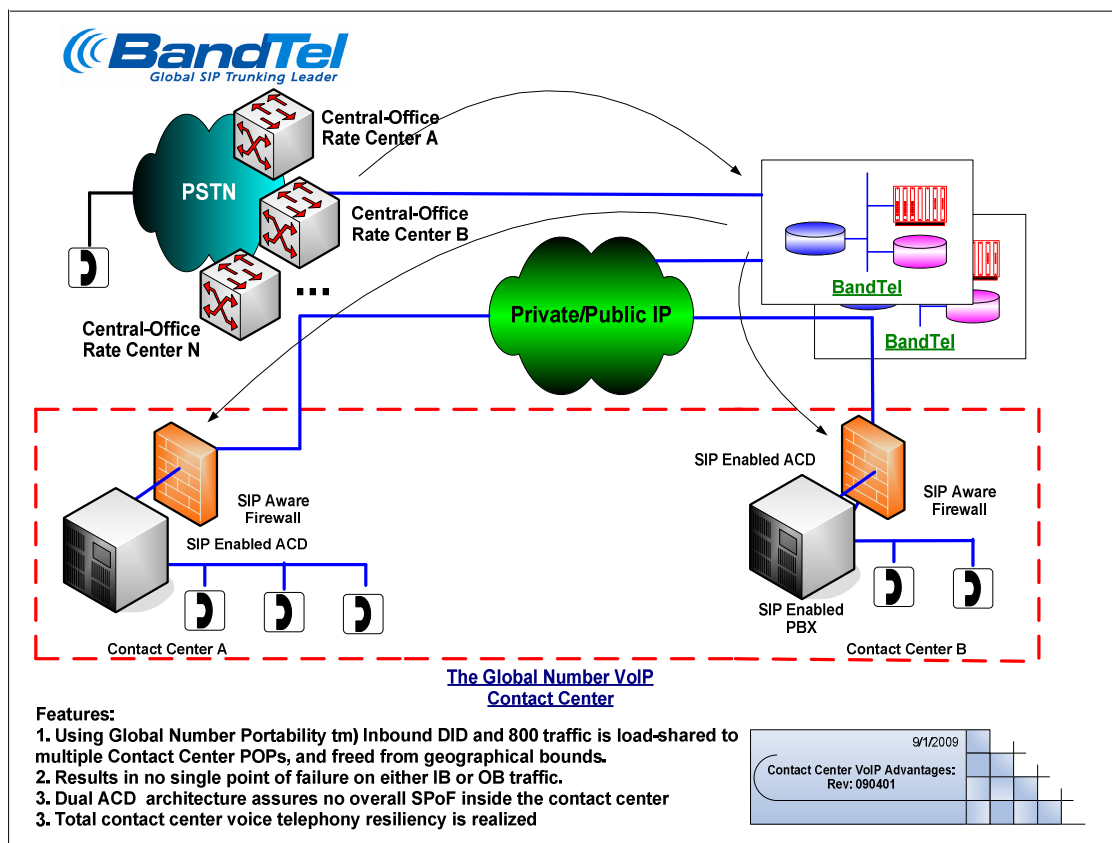 BandTel
Global SIP Trunking Leader
Central-Office
Rate Center A
PSTN
Central-Office
Rate Center B
...
Central-Office
Rate Center N
Private/Public IP
BandTel
BandTel
SIP Aware
Firewall
SIP Enabled ACD
Contact Center A
SIP Enabled ACD
SIP Aware
Firewall
SIP Enabled
PBX
Contact Center B
The Global Number VoIP
Contact Center
Features:
1. Using Global Number Portability tm) Inbound DID and 800 traffic is load-shared to
multiple Contact Center POPs, and freed from geographical bounds.
2. Results in no single point of failure on either IB or OB traffic.
3. Dual ACD  architecture assures no overall SPoF inside the contact center
3. Total contact center voice telephony resiliency is realized
9/1/2009
Contact Center VoIP Advantages:
Rev: 090401